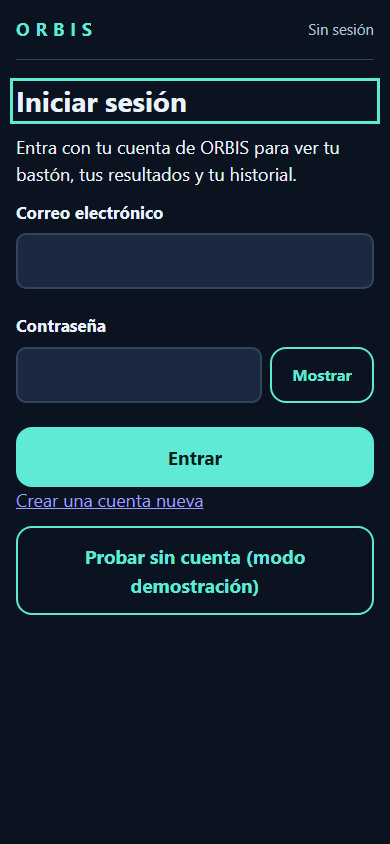 ORBIS
Sin sesión
Iniciar sesión
Entra con tu cuenta de ORBIS para ver tu
bastón, tus resultados y tu historial.
Correo electrónico
Contraseña
Mostrar
Entrar
Crear una cuenta nueva
Probar sin cuenta (modo
demostración)